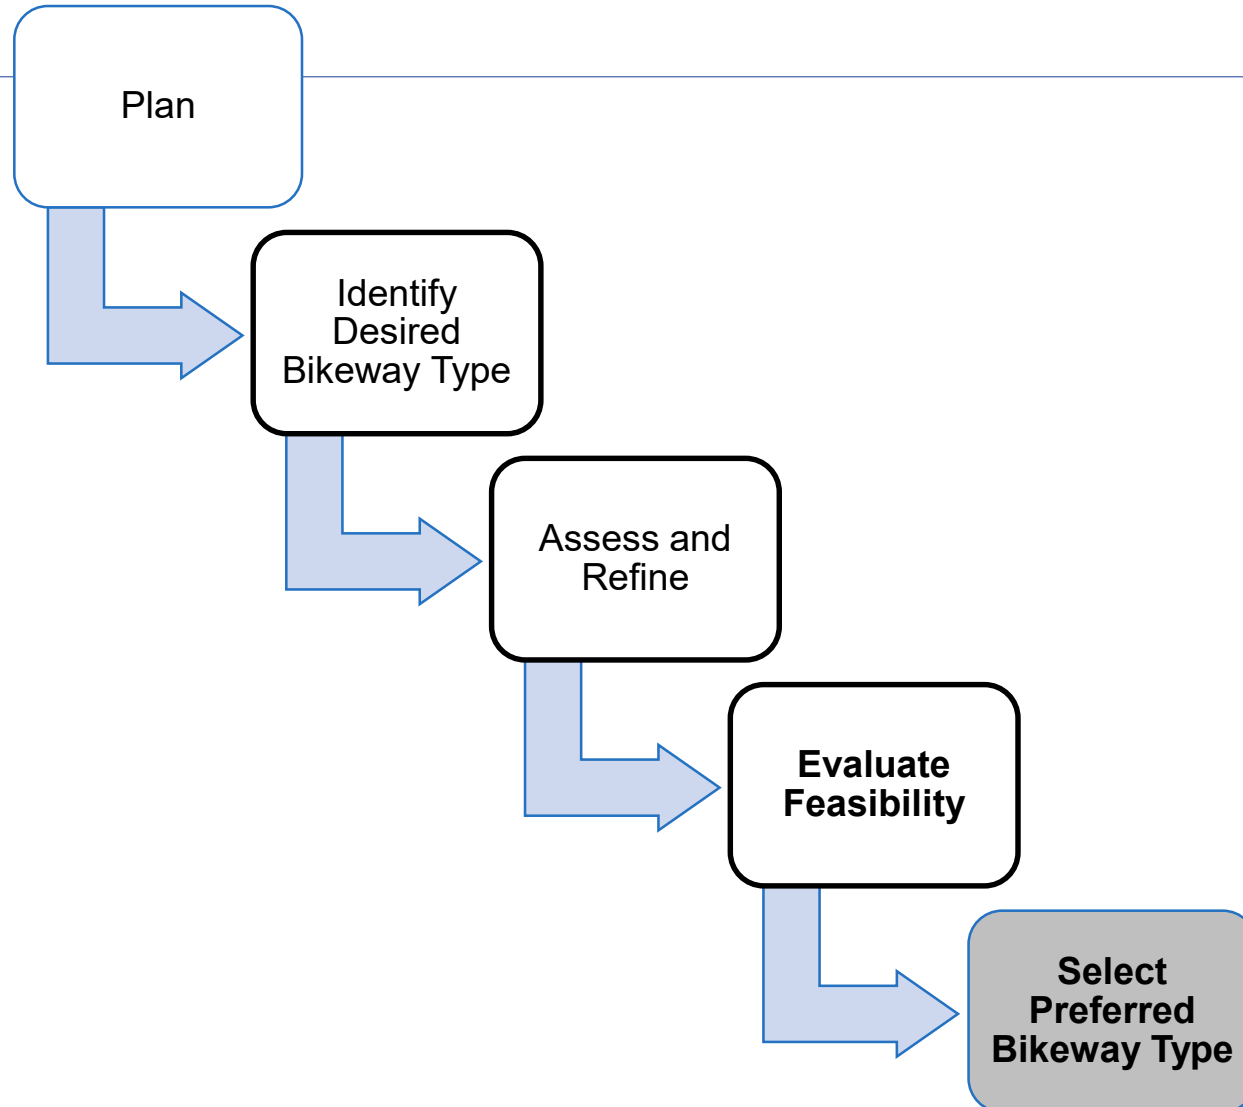 Plan
Identify
Desired
Bikeway Type
Assess and
Refine
Evaluate
Feasibility
Select
Preferred
Bikeway Type